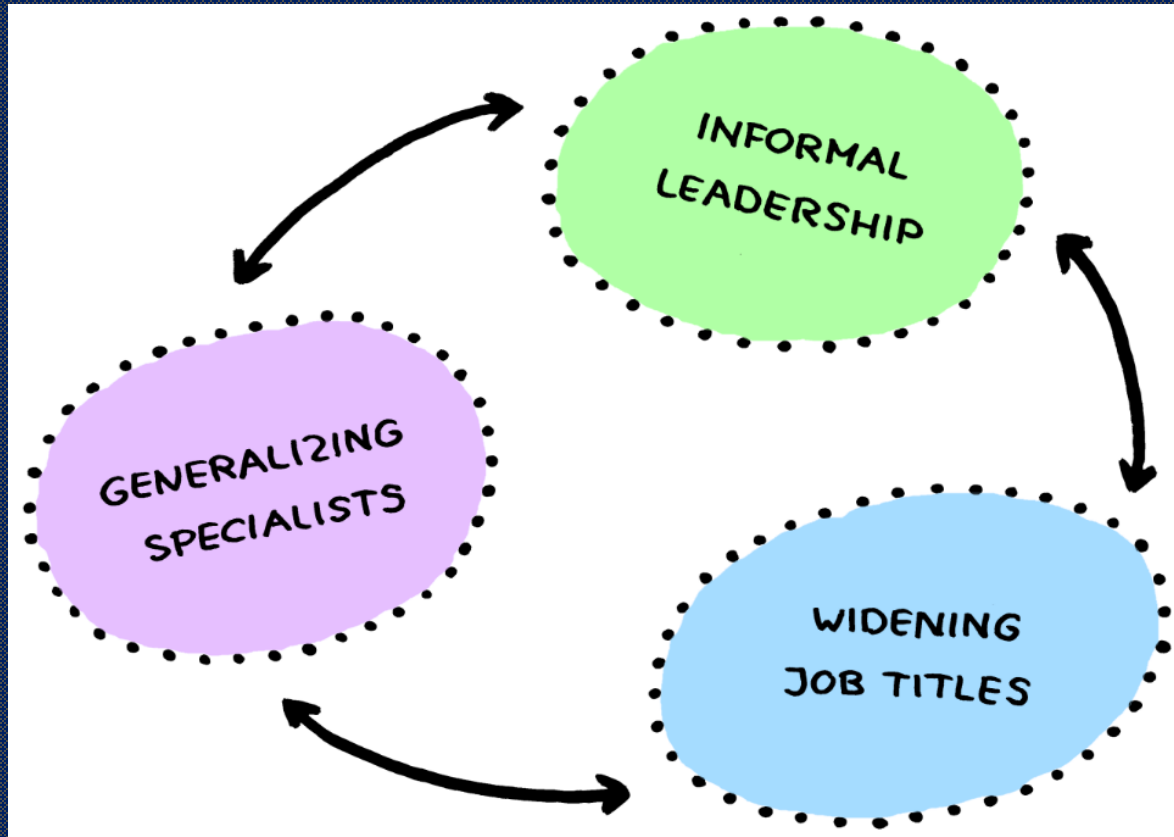 INFORMAL
LEADERSHIP
GENERALIZING
SPECIALISTS
WIDENING
JOB TITLES